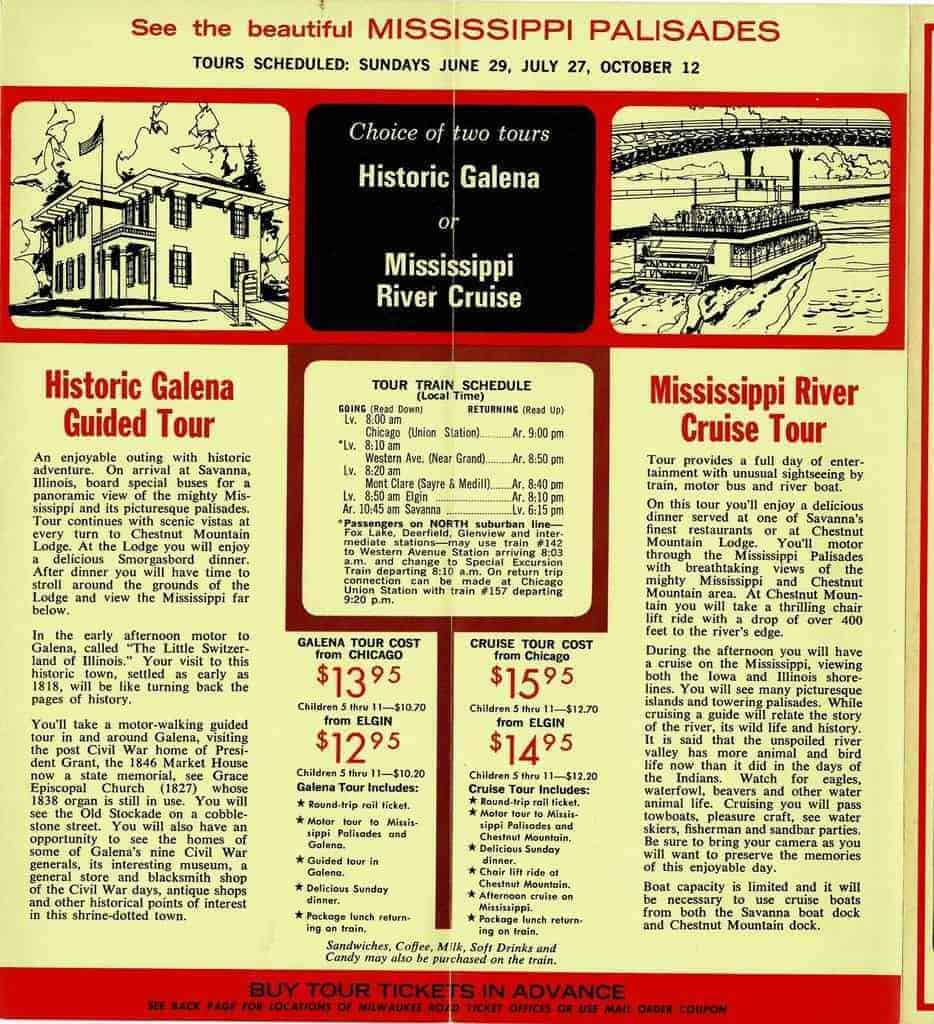 See the beautiful MISSISSIPPI PALISADES
TOURS SCHEDULED: SUNDAYS JUNE 29, JULY 27, OCTOBER 12
Choice of two tours
Historic Galena
or
Mississippi
River Cruise
Historic Galena
Guided Tour
An enjoyable outing with historic
adventure. On arrival at Savanna,
Illinois, board special buses for a
panoramic view of the mighty Mis-
sissippi and its picturesque palisades.
Tour continues with scenic vistas at
every turn to Chestnut Mountain
Lodge. At the Lodge you will enjoy
a delicious Smorgasbord dinner.
After dinner you will have time to
stroll around the grounds of the
Lodge and view the Mississippi far
below.
In the early afternoon motor to
Galena, called "The Little Switzer-
land of Illinois." Your visit to this
historic town, settled as early as
1818, will be like turning back the
pages of history.
You'll take a motor-walking guided
tour in and around Galena, visiting
the post Civil War home of Presi-
dent Grant, the 1846 Market House
now a state memorial, see Grace
Episcopal Church (1827) whose
1838 organ is still in use. You will
see the Old Stockade on a cobble-
stone street. You will also have an
opportunity to see the homes of
some of Galena's nine Civil War
generals, its interesting museum, a
general store and blacksmith shop
of the Civil War days, antique shops
and other historical points of interest
in this shrine-dotted town.
TOUR TRAIN SCHEDULE
(Local Time)
GOING (Read Down) RETURNING (Read Up)
Lv. 8:00 am
Chicago (Union Station)..........Ar. 9:00 pm
*Lv. 8:10 am
Western Ave. (Near Grand).......Ar. 8:50 pm
Lv. 8:20 am
Mont Clare (Sayre & Medill).....Ar. 8:40 pm
Lv. 8:50 am Elgin ....................Ar. 8:10 pm
Ar. 10:45 am Savanna ..................Lv. 6:15 pm
*Passengers on NORTH suburban line—
Fox Lake, Deerfield, Glenview and inter-
mediate stations—may use train #142
to Western Avenue Station arriving 8:03
a.m. and change to Special Excursion
Train departing 8:10 a.m. On return trip
connection can be made at Chicago
Union Station with train #157 departing
9:20 p.m.
GALENA TOUR COST
from CHICAGO
$13 95
Children 5 thru 11—$10.70
from ELGIN
$12 95
Children 5 thru 11—$10.20
Galena Tour Includes:
★ Round-trip rail ticket.
★ Motor tour to Missis-
sippi Palisades and
Galena.
★ Guided tour in
Galena.
★ Delicious Sunday
dinner.
★ Package lunch return-
ing on train.
CRUISE TOUR COST
from Chicago
$15 95
Children 5 thru 11—$12.70
from ELGIN
$14 95
Children 5 thru 11—$12.20
Cruise Tour Includes:
★ Round-trip rail ticket.
★ Motor tour to Missis-
sippi Palisades and
Chestnut Mountain.
★ Delicious Sunday
dinner.
★ Chair lift ride at
Chestnut Mountain.
★ Afternoon cruise on
Mississippi.
★ Package lunch return-
ing on train.
Sandwiches, Coffee, Milk, Soft Drinks and
Candy may also be purchased on the train.
Mississippi River
Cruise Tour
Tour provides a full day of enter-
tainment with unusual sightseeing by
train, motor bus and river boat.
On this tour you'll enjoy a delicious
dinner served at one of Savanna's
finest restaurants or at Chestnut
Mountain Lodge. You'll motor
through the Mississippi Palisades
with breathtaking views of the
mighty Mississippi and Chestnut
Mountain area. At Chestnut Moun-
tain you will take a thrilling chair
lift ride with a drop of over 400
feet to the river's edge.
During the afternoon you will have
a cruise on the Mississippi, viewing
both the Iowa and Illinois shore-
lines. You will see many picturesque
islands and towering palisades. While
cruising a guide will relate the story
of the river, its wild life and history.
It is said that the unspoiled river
valley has more animal and bird
life now than it did in the days of
the Indians. Watch for eagles,
waterfowl, beavers and other water
animal life. Cruising you will pass
towboats, pleasure craft, see water
skiers, fisherman and sandbar parties.
Be sure to bring your camera as you
will want to preserve the memories
of this enjoyable day.
Boat capacity is limited and it will
be necessary to use cruise boats
from both the Savanna boat dock
and Chestnut Mountain dock.
BUY TOUR TICKETS IN ADVANCE
SEE BACK PAGE FOR LOCATIONS OF MILWAUKEE ROAD TICKET OFFICES OR USE MAIL ORDER COUPON